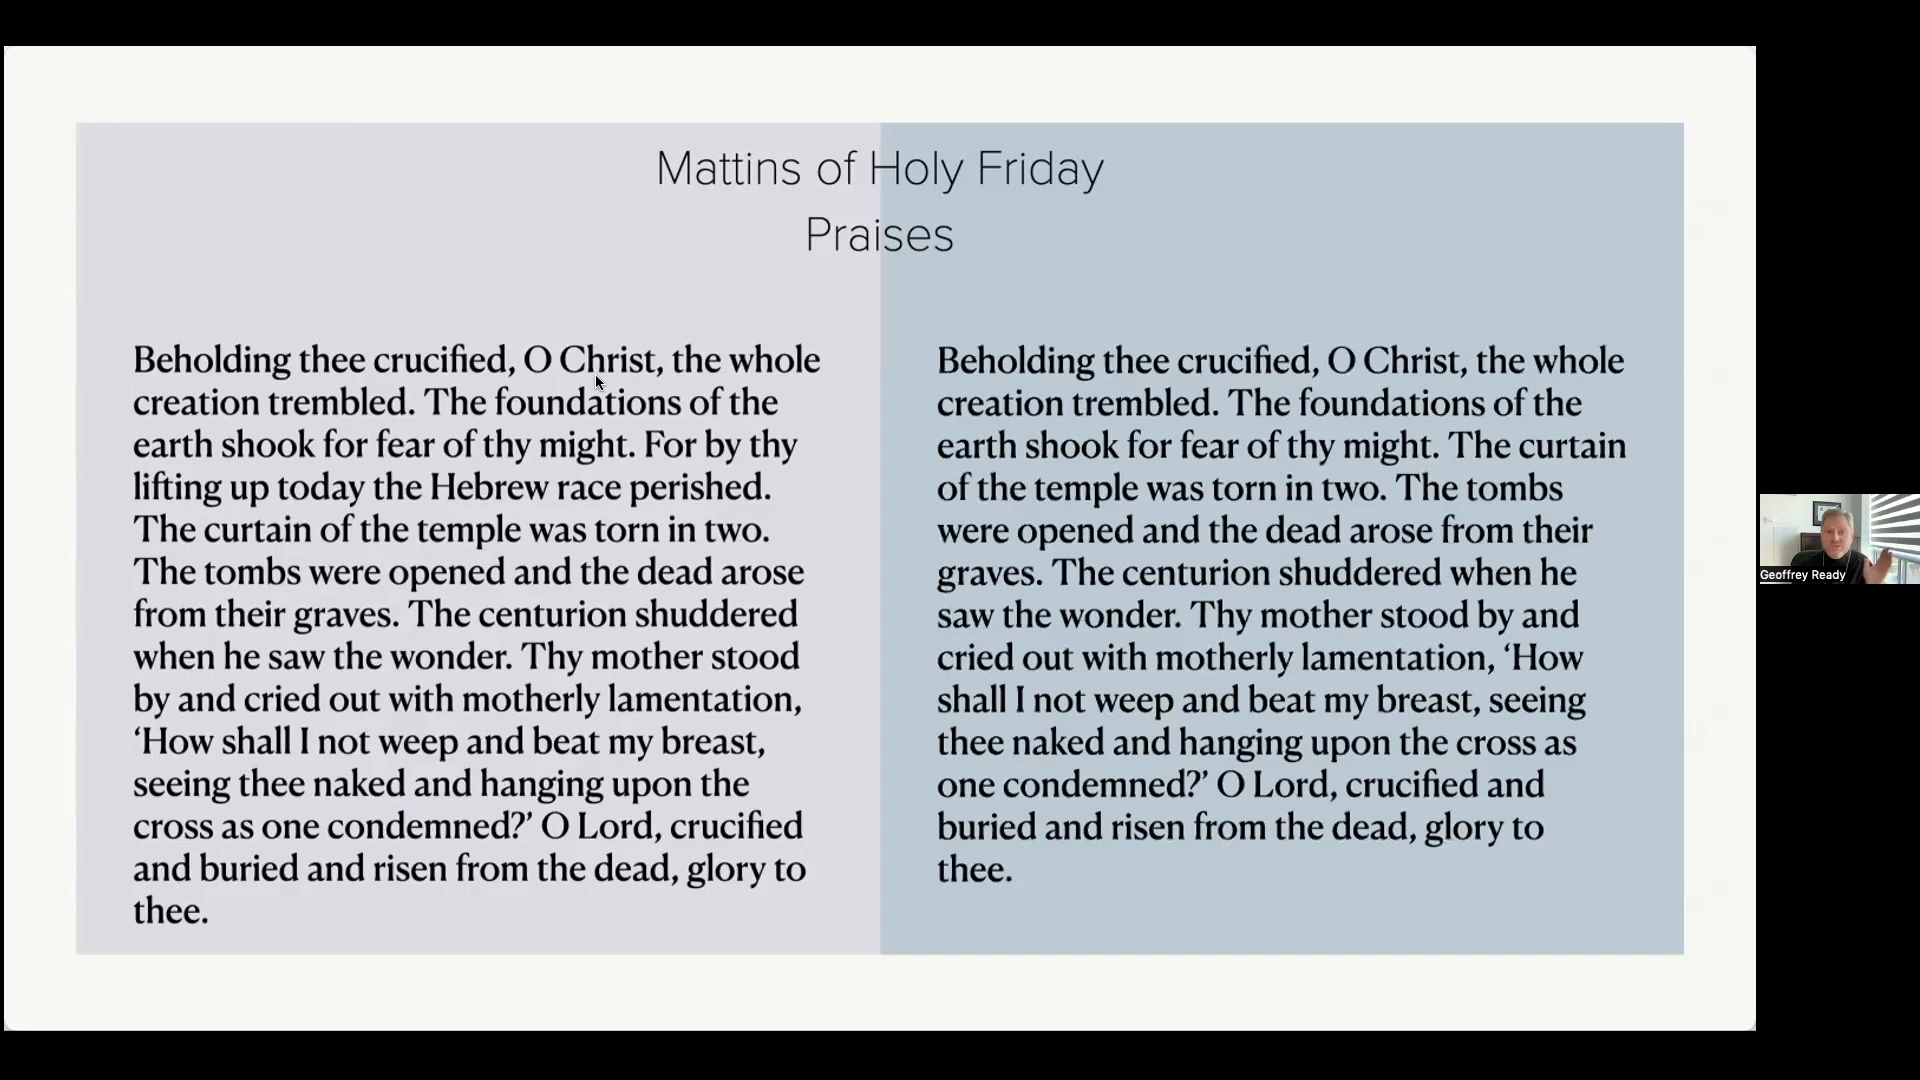 Mattins of Holy Friday
Praises
Beholding thee crucified, O Christ, the whole
creation trembled. The foundations of the
earth shook for fear of thy might. For by thy
lifting up today the Hebrew race perished.
The curtain of the temple was torn in two.
The tombs were opened and the dead arose
from their graves. The centurion shuddered
when he saw the wonder. Thy mother stood
by and cried out with motherly lamentation,
‘How shall I not weep and beat my breast,
seeing thee naked and hanging upon the
cross as one condemned?’ O Lord, crucified
and buried and risen from the dead, glory to
thee.
Beholding thee crucified, O Christ, the whole
creation trembled. The foundations of the
earth shook for fear of thy might. The curtain
of the temple was torn in two. The tombs
were opened and the dead arose from their
graves. The centurion shuddered when he
saw the wonder. Thy mother stood by and
cried out with motherly lamentation, ‘How
shall I not weep and beat my breast, seeing
thee naked and hanging upon the cross as
one condemned?’ O Lord, crucified and
buried and risen from the dead, glory to
thee.
Geoffrey Ready